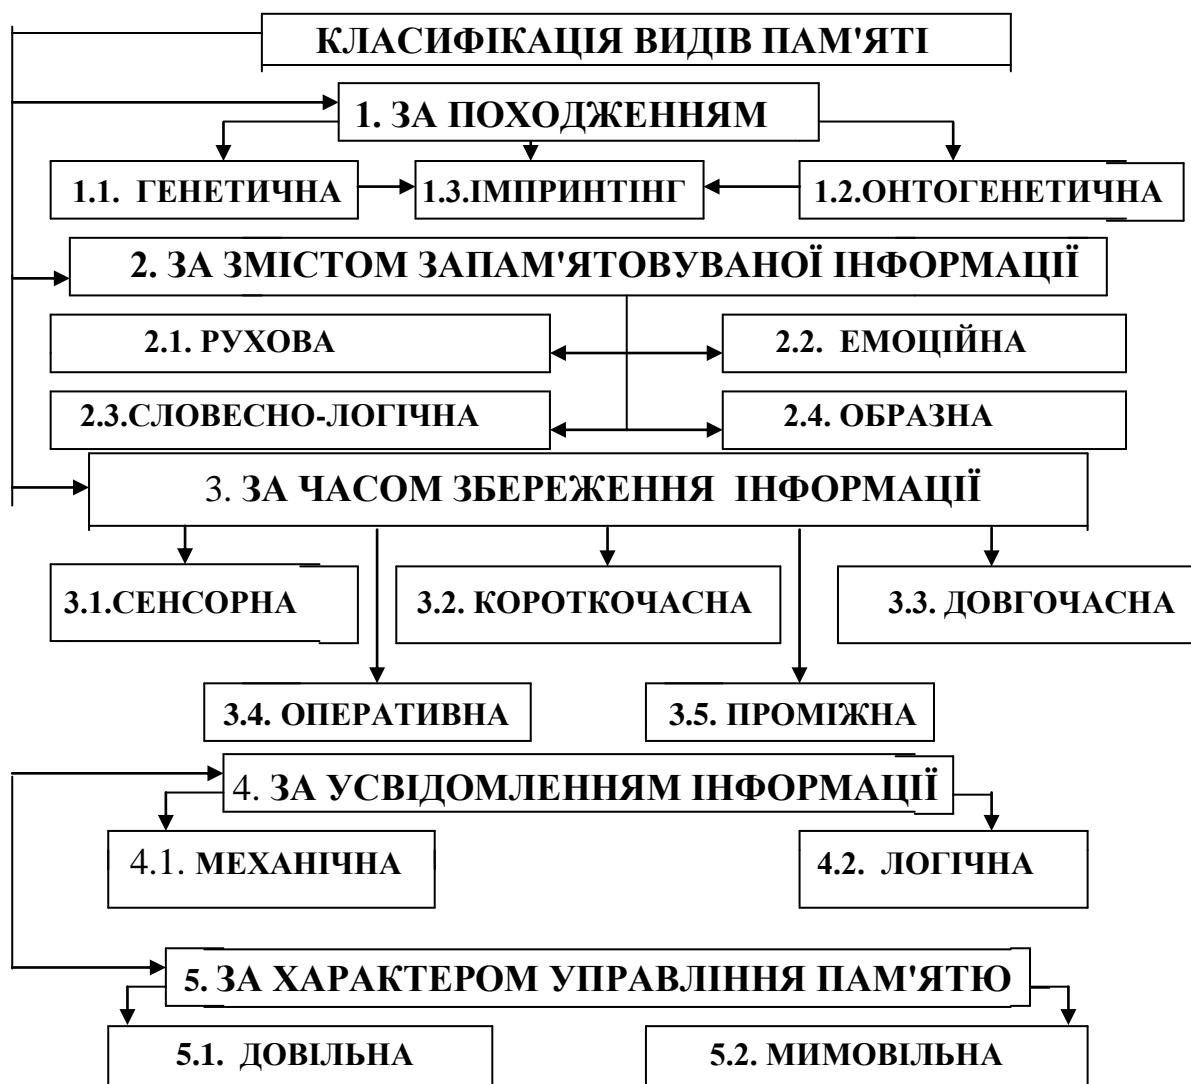 КЛАСИФІКАЦІЯ ВИДІВ ПАМ'ЯТІ
1. ЗА ПОХОДЖЕННЯМ
1.1. ГЕНЕТИЧНА
1.3.ІМПРИНТІНГ
1.2.ОНТОГЕНЕТИЧНА
2. ЗА ЗМІСТОМ ЗАПАМ'ЯТОВУВАНОЇ ІНФОРМАЦІЇ
2.1. РУХОВА
2.2. ЕМОЦІЙНА
2.3.СЛОВЕСНО-ЛОГІЧНА
2.4. ОБРАЗНА
3. ЗА ЧАСОМ ЗБЕРЕЖЕННЯ ІНФОРМАЦІЇ
3.1.СЕНСОРНА
3.2. КОРОТКОЧАСНА
3.3. ДОВГОЧАСНА
3.4. ОПЕРАТИВНА
3.5. ПРОМІЖНА
4. ЗА УСВІДОМЛЕННЯМ ІНФОРМАЦІЇ
4.1. МЕХАНІЧНА
4.2. ЛОГІЧНА
5. ЗА ХАРАКТЕРОМ УПРАВЛІННЯ ПАМ'ЯТЮ
5.1. ДОВІЛЬНА
5.2. МИМОВІЛЬНА